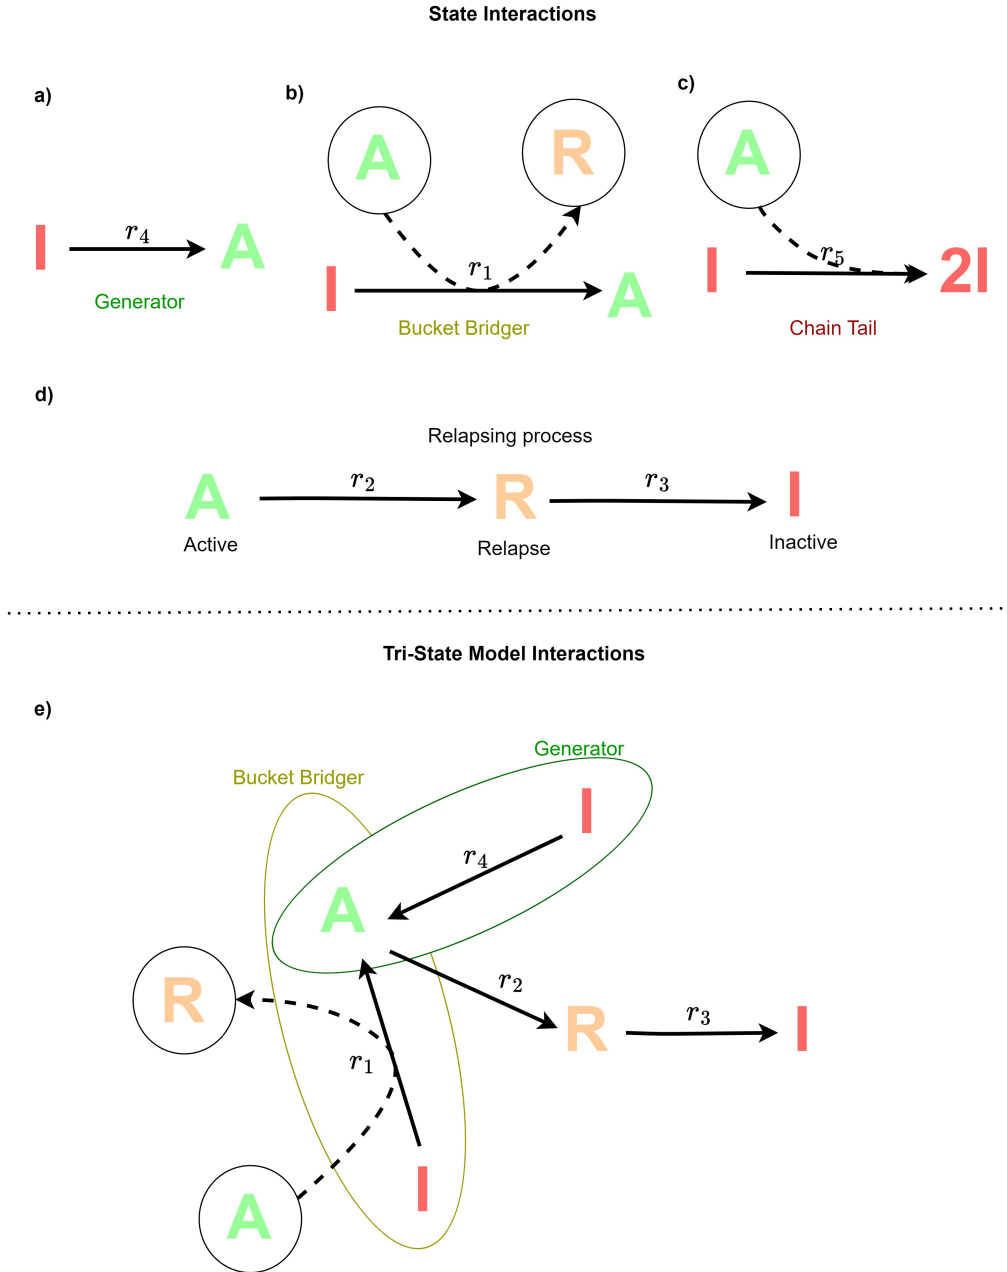 State Interactions
a)
I
r4
A
Generator
b)
A
R
I
r1
A
Bucket Bridger
c)
A
I
r5
2I
Chain Tail
d)
Relapsing process
A
r2
R
r3
I
Active
Relapse
Inactive
Tri-State Model Interactions
e)
Generator
Bucket Bridger
I
r4
A
R
r2
R
r3
I
r1
I
A